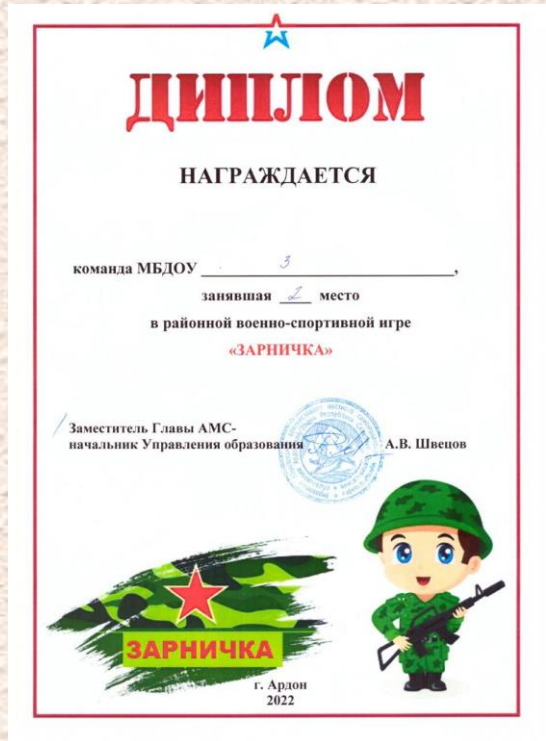 ДИПЛОМ
НАГРАЖДАЕТСЯ
команда МБДОУ 3,
занявшая 2 место
в районной военно-спортивной игре
«ЗАРНИЧКА»
Заместитель Главы АМС-
начальник Управления образования А.В. Швецов
ЗАРНИЧКА
г. Ардон
2022